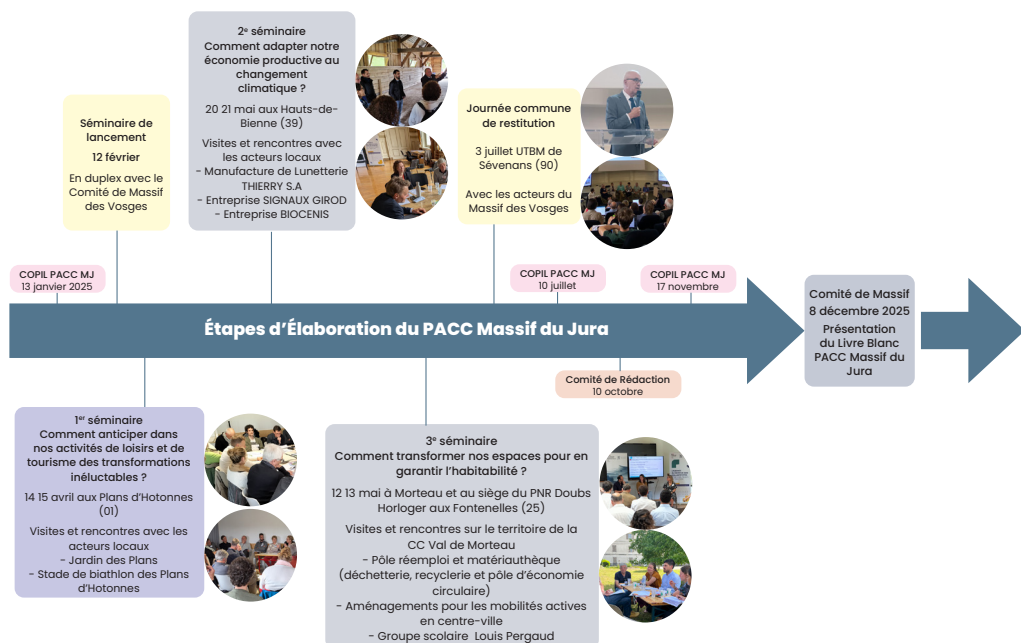 2e séminaire
Comment adapter notre
économie productive au
changement
climatique ?
20 21 mai aux Hauts-de-
Bienne (39)
Visites et rencontres avec
les acteurs locaux
- Manufacture de Lunetterie
THIERRY S.A
- Entreprise SIGNAUX GIROD
- Entreprise BIOCENIS
Séminaire de
lancement
12 février
En duplex avec le
Comité de Massif
des Vosges
Journée commune
de restitution
3 juillet UTBM de
Sévenans (90)
Avec les acteurs du
Massif des Vosges
COPIL PACC MJ
13 janvier 2025
COPIL PACC MJ
10 juillet
COPIL PACC MJ
17 novembre
Étapes d'Élaboration du PACC Massif du Jura
Comité de Massif
8 décembre 2025
Présentation
du Livre Blanc
PACC Massif du
Jura
Comité de Rédaction
10 octobre
1er séminaire
Comment anticiper dans
nos activités de loisirs et de
tourisme des transformations
inéluctables ?
14 15 avril aux Plans d'Hotonnes
(01)
Visites et rencontres avec les
acteurs locaux
- Jardin des Plans
- Stade de biathlon des Plans
d'Hotonnes
3e séminaire
Comment transformer nos espaces pour en
garantir l'habitabilité ?
12 13 mai à Morteau et au siège du PNR Doubs
Horloger aux Fontenelles (25)
Visites et rencontres sur le territoire de la
CC Val de Morteau
- Pôle réemploi et matériauthèque
(déchetterie, recyclerie et pôle d'économie
circulaire)
- Aménagements pour les mobilités actives
en centre-ville
- Groupe scolaire Louis Pergaud